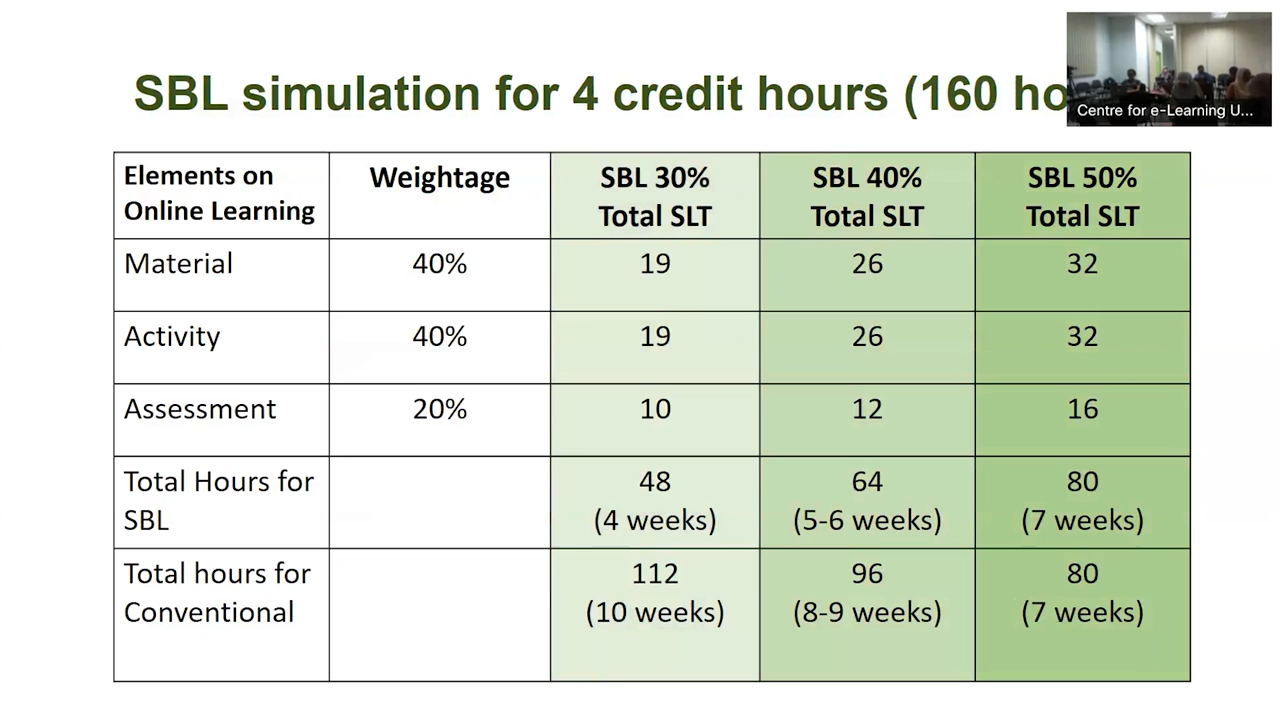 SBL simulation for 4 credit hours (160 ho
Centre for e-Learning U...
Elements on Online Learning Weightage SBL 30% Total SLT SBL 40% Total SLT SBL 50% Total SLT
Material 40% 19 26 32
Activity 40% 19 26 32
Assessment 20% 10 12 16
Total Hours for SBL 48 (4 weeks) 64 (5-6 weeks) 80 (7 weeks)
Total hours for Conventional 112 (10 weeks) 96 (8-9 weeks) 80 (7 weeks)